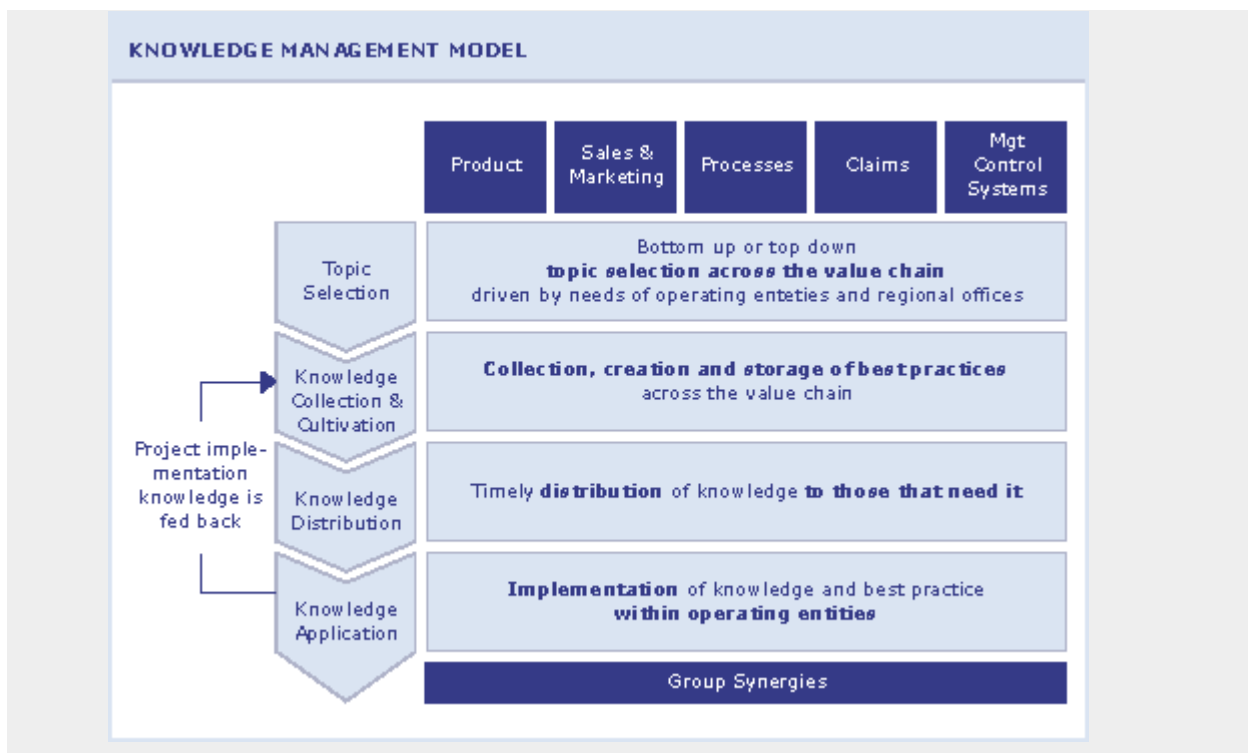 KNOWLEDGE MANAGEMENT MODEL
Product
Sales &
Marketing
Processes
Claims
Mgt
Control
Systems
Topic
Selection
Bottom up or top down
topic selection across the value chain
driven by needs of operating enteties and regional offices
Knowledge
Collection &
Cultivation
Collection, creation and storage of best practices
across the value chain
Project imple-
mentation
knowledge is
fed back
Knowledge
Distribution
Timely distribution of knowledge to those that need it
Knowledge
Application
Implementation of knowledge and best practice
within operating entities
Group Synergies